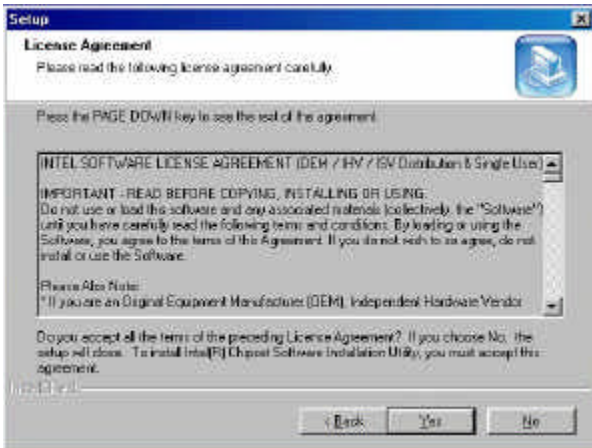 Setup
License Agreement
Please read the following license agreement carefully.
Press the PAGE DOWN key to see the rest of the agreement.
INTEL SOFTWARE LICENSE AGREEMENT (OEM / IHV / ISV Distribution & Single User)
IMPORTANT - READ BEFORE COPYING, INSTALLING OR USING.
Do not use or load this software and any associated materials (collectively, the "Software")
until you have carefully read the following terms and conditions. By loading or using the
Software, you agree to the terms of this Agreement. If you do not wish to so agree, do not
install or use the Software.
Please Also Note:
* If you are an Original Equipment Manufacturer (OEM), Independent Hardware Vendor
Do you accept all the terms of the preceding License Agreement? If you choose No, the
setup will close. To install Intel(R) Chipset Software Installation Utility, you must accept this
agreement.
InstallShield
< Back
Yes
No